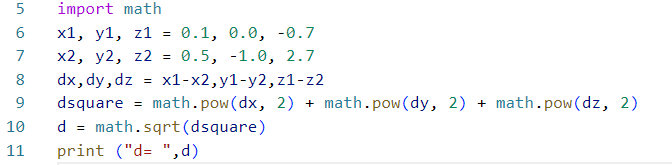 5 import math
6 x1, y1, z1 = 0.1, 0.0, -0.7
7 x2, y2, z2 = 0.5, -1.0, 2.7
8 dx,dy,dz = x1-x2,y1-y2,z1-z2
9 dsquare = math.pow(dx, 2) + math.pow(dy, 2) + math.pow(dz, 2)
10 d = math.sqrt(dsquare)
11 print ("d= ",d)